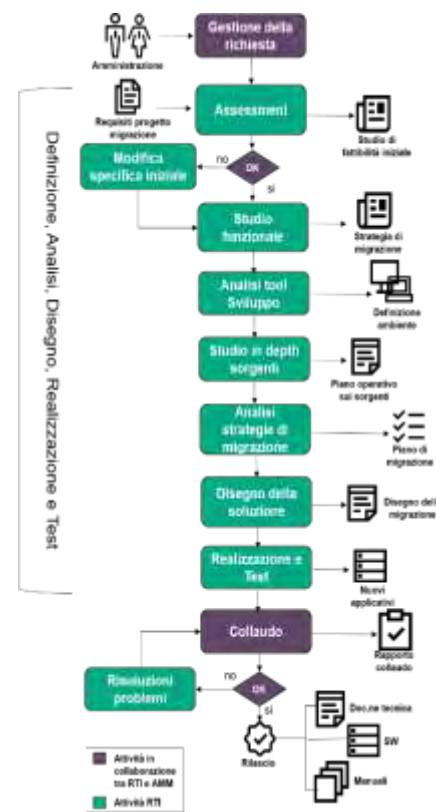 Gestione della
richiesta
Amministrazione
Assessment
Requisiti progetto
migrazione
Studio di
fattibilità iniziale
Modifica
specifica iniziale
no
OK
si
Studio
funzionale
Strategia di
migrazione
Analisi tool
Sviluppo
Definizione
ambiente
Studio in depth
sorgenti
Piano operativo
sui sorgenti
Analisi
strategie di
migrazione
Piano di
migrazione
Disegno della
soluzione
Disegno dell
migrazione
Realizzazione e
Test
Nuovi
applicativi
Definizione, Analisi, Disegno, Realizzazione e Test
Collaudo
Rapporto
collaudo
Risoluzioni
problemi
no
OK
si
Rilascio
Doc.ne tecnica
SW
Manuali
Attività in
collaborazione
tra RTI e AMM
Attività RTI